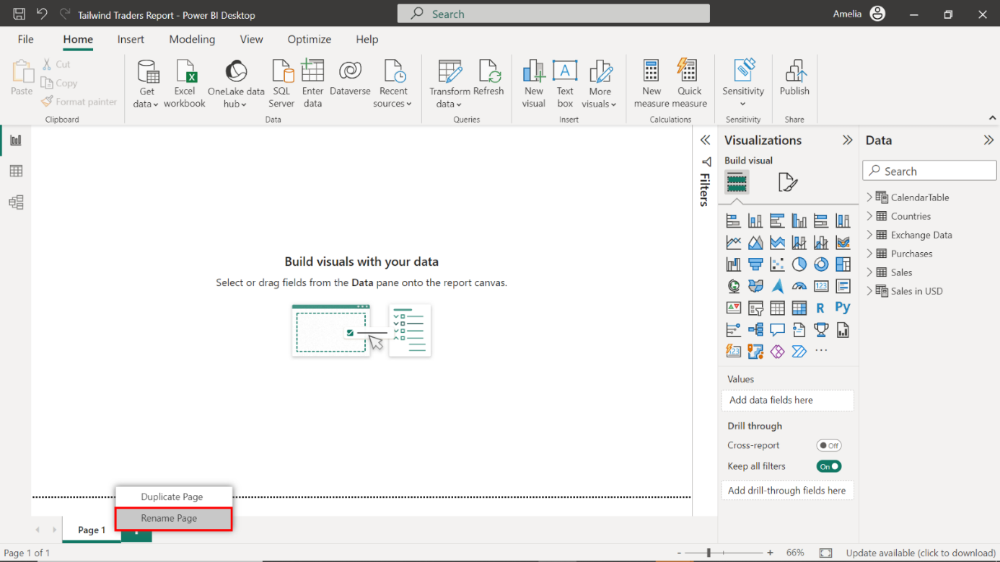 Tailwind Traders Report - Power BI Desktop
Search
Amelia
File
Home
Insert
Modeling
View
Optimize
Help
Paste
Cut
Copy
Format painter
Clipboard
Get
data
Excel
workbook
OneLake data
hub
SQL
Server
Enter
data
Dataverse
Recent
sources
Data
Transform
data
Refresh
Queries
New
visual
A
Text
box
More
visuals
Insert
New
measure
Quick
measure
Calculations
Sensitivity
Sensitivity
Publish
Share
Build visuals with your data
Select or drag fields from the Data pane onto the report canvas.
Filters
Visualizations
Build visual
123
R
Py
123
...
Values
Add data fields here
Drill through
Cross-report
Off
Keep all filters
On
Add drill-through fields here
Data
Search
CalendarTable
Countries
Exchange Data
Purchases
Sales
Sales in USD
Duplicate Page
Rename Page
Page 1
Page 1 of 1
- +
66%
Update available (click to download)